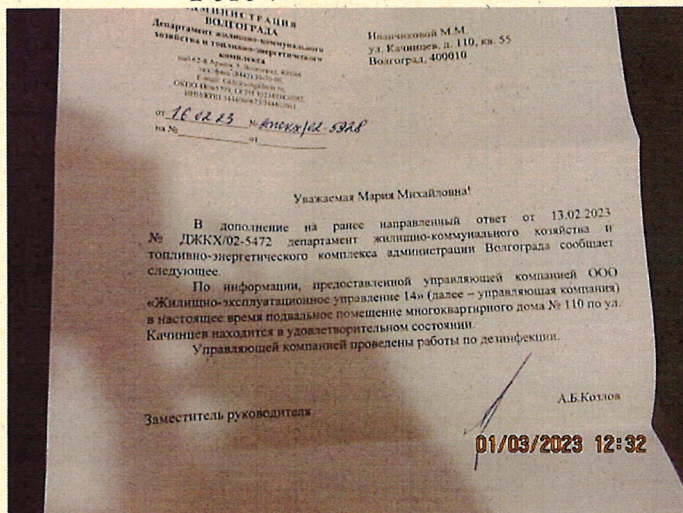 АДМИНИСТРАЦИЯ
ВОЛГОГРАДА
Департамент жилищно-коммунального
хозяйства и топливно-энергетического
комплекса
от 16 02 23 № джкх/02-5928
на № от
Иванчиковой М.М.
ул. Качинцев, д. 110, кв. 55
Волгоград, 400010
Уважаемая Мария Михайловна!
В дополнение на ранее направленный ответ от 13.02.2023
№ ДЖКХ/02-5472 департамент жилищно-коммунального хозяйства и
топливно-энергетического комплекса администрации Волгограда сообщает
следующее.
По информации, предоставленной управляющей компанией ООО
«Жилищно-эксплуатационное управление 14» (далее – управляющая компания)
в настоящее время подвальное помещение многоквартирного дома № 110 по ул.
Качинцев находится в удовлетворительном состоянии.
Управляющей компанией проведены работы по дезинфекции.
Заместитель руководителя
А.Б.Козлов
01/03/2023 12:32